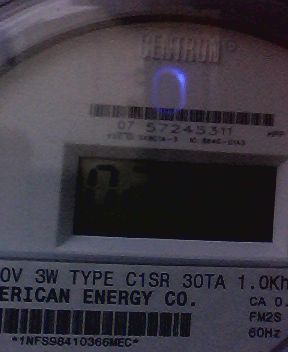 CENTRON®
07 57245311
0V 3W TYPE C1SR 30TA 1.0Kh
ERICAN ENERGY CO.
CA 0.
FM2S
60Hz
*1NFS98410366MEC*